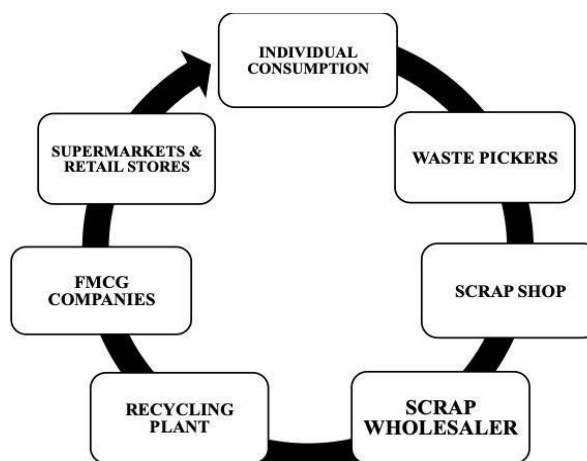 INDIVIDUAL
CONSUMPTION
WASTE PICKERS
SCRAP SHOP
SCRAP
WHOLESALER
RECYCLING
PLANT
FMCG
COMPANIES
SUPERMARKETS &
RETAIL STORES